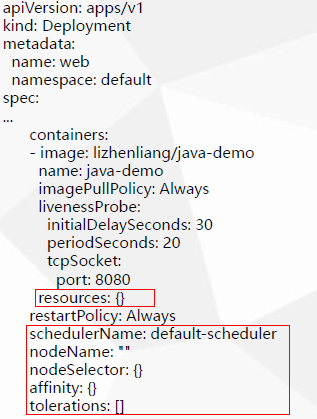 apiVersion: apps/v1
kind: Deployment
metadata:
  name: web
  namespace: default
spec:
...
    containers:
    - image: lizhenliang/java-demo
      name: java-demo
      imagePullPolicy: Always
      livenessProbe:
        initialDelaySeconds: 30
        periodSeconds: 20
        tcpSocket:
          port: 8080
      resources: {}
    restartPolicy: Always
    schedulerName: default-scheduler
    nodeName: ""
    nodeSelector: {}
    affinity: {}
    tolerations: []